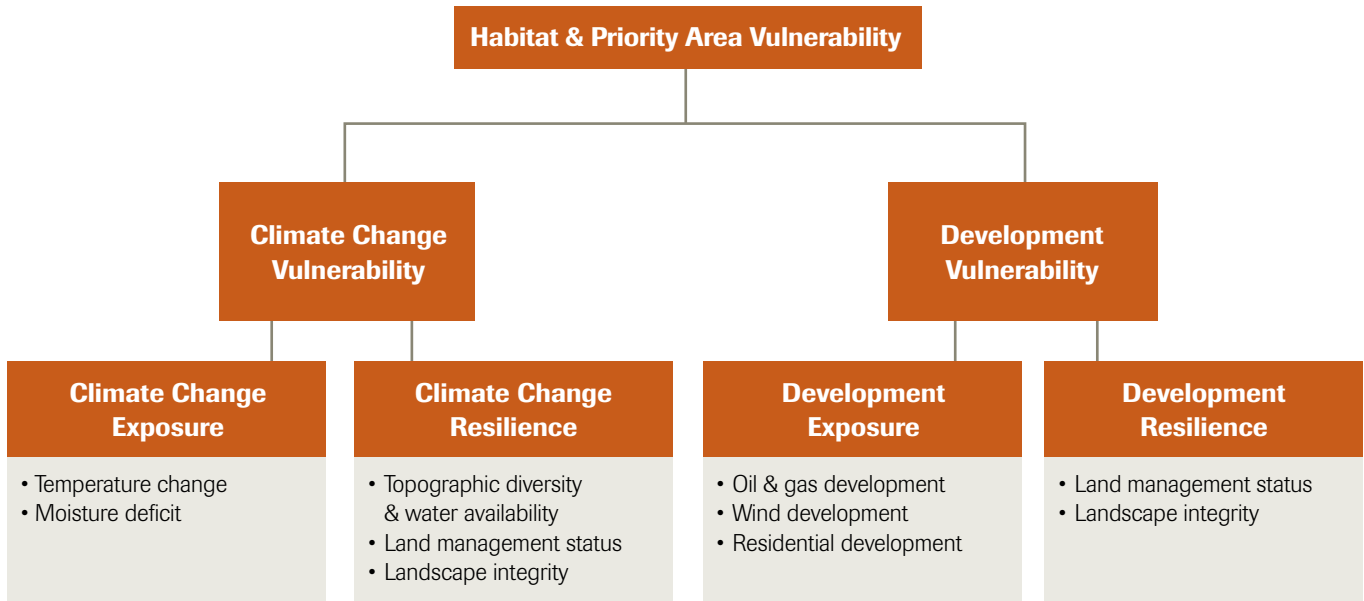 Habitat & Priority Area Vulnerability
Climate Change
Vulnerability
Development
Vulnerability
Climate Change
Exposure
• Temperature change
• Moisture deficit
Climate Change
Resilience
• Topographic diversity
& water availability
• Land management status
• Landscape integrity
Development
Exposure
• Oil & gas development
• Wind development
• Residential development
Development
Resilience
• Land management status
• Landscape integrity